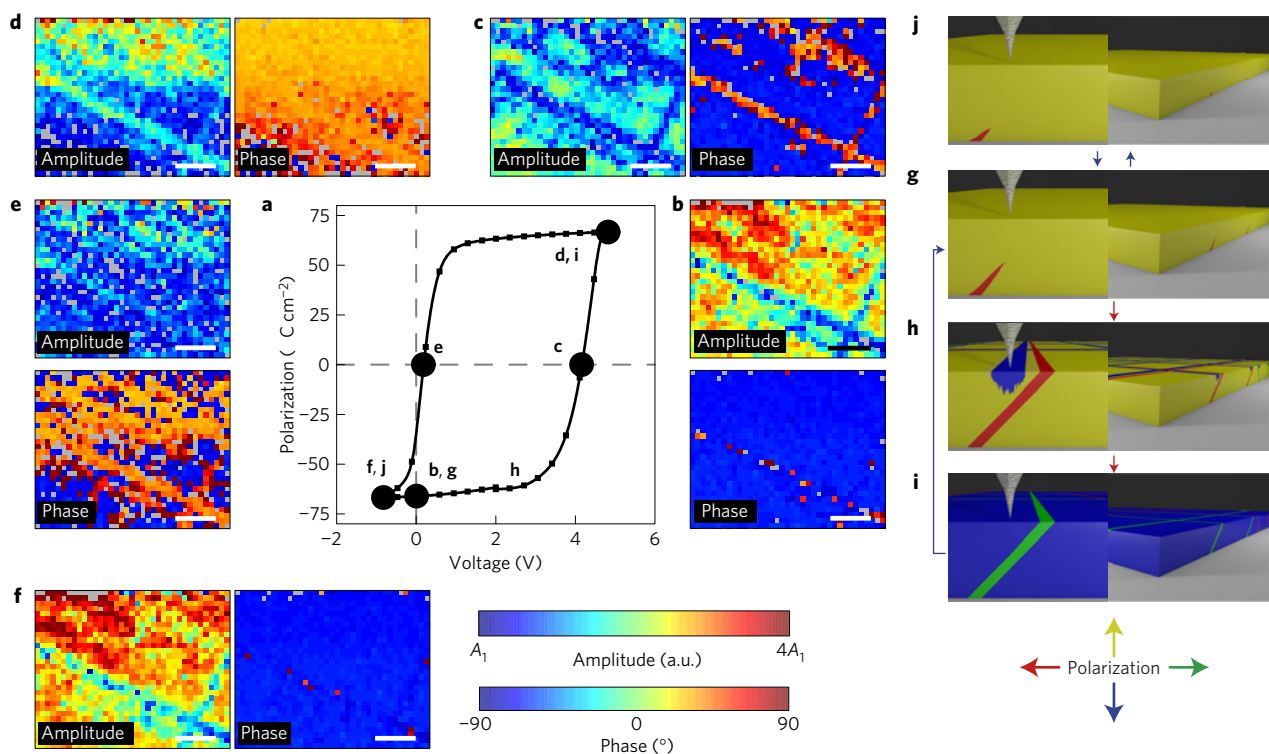 d
Amplitude
Phase
c
Amplitude
Phase
j
g
h
i
e
Amplitude
Phase
a
75
50
25
0
−25
−50
−75
Polarization ( C cm−2)
d, i
e
c
f, j
b, g
h
−2 0 2 4 6
Voltage (V)
b
Amplitude
Phase
f
Amplitude
Phase
A1 4A1
Amplitude (a.u.)
−90 0 90
Phase (°)
Polarization